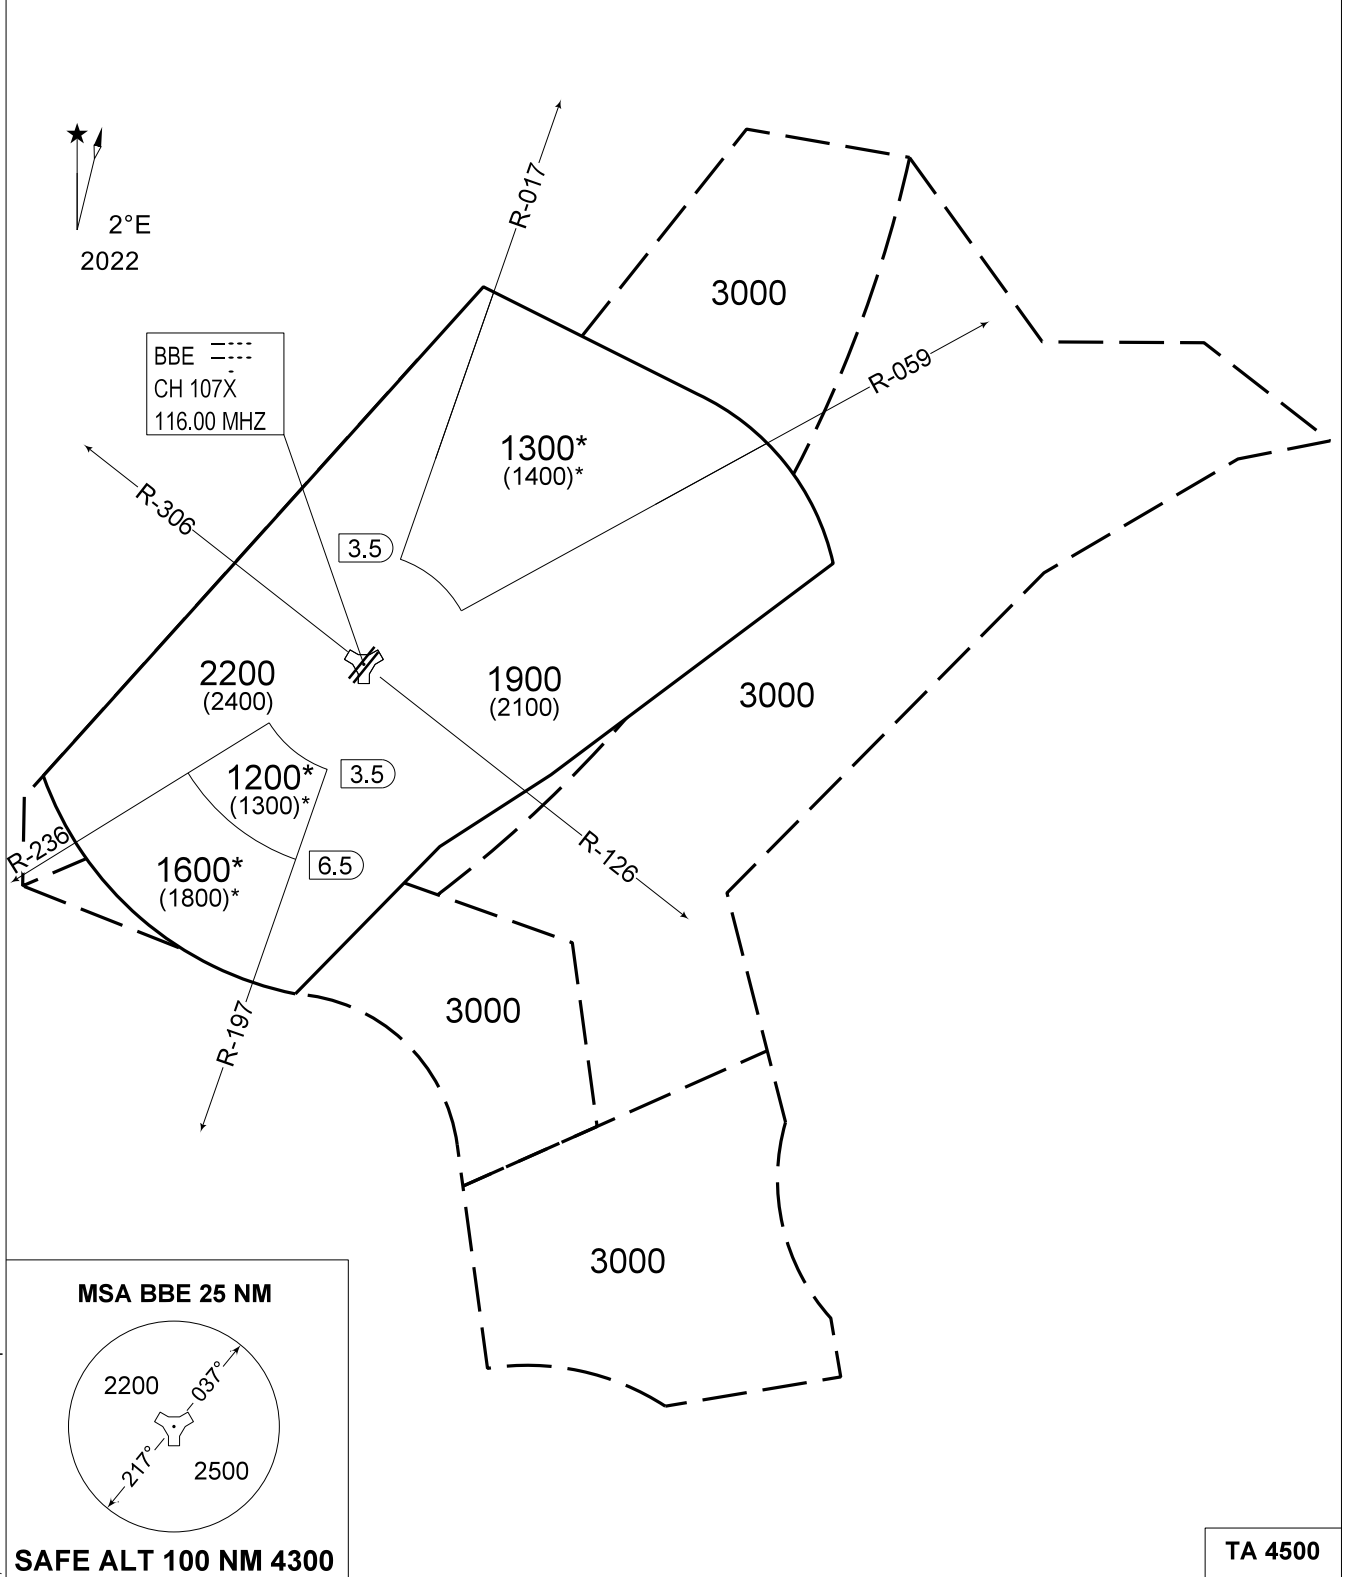 R-017
2°E
2022
3000
BBE
CH 107X
116.00 MHZ
R-059
1300*
(1400)*
R-306
3.5
2200
(2400)
1900
(2100)
3000
1200*
(1300)*
3.5
R-236
1600*
(1800)*
6.5
R-126
3000
R-197
3000
MSA BBE 25 NM
2200
037°
217°
2500
SAFE ALT 100 NM 4300
TA 4500